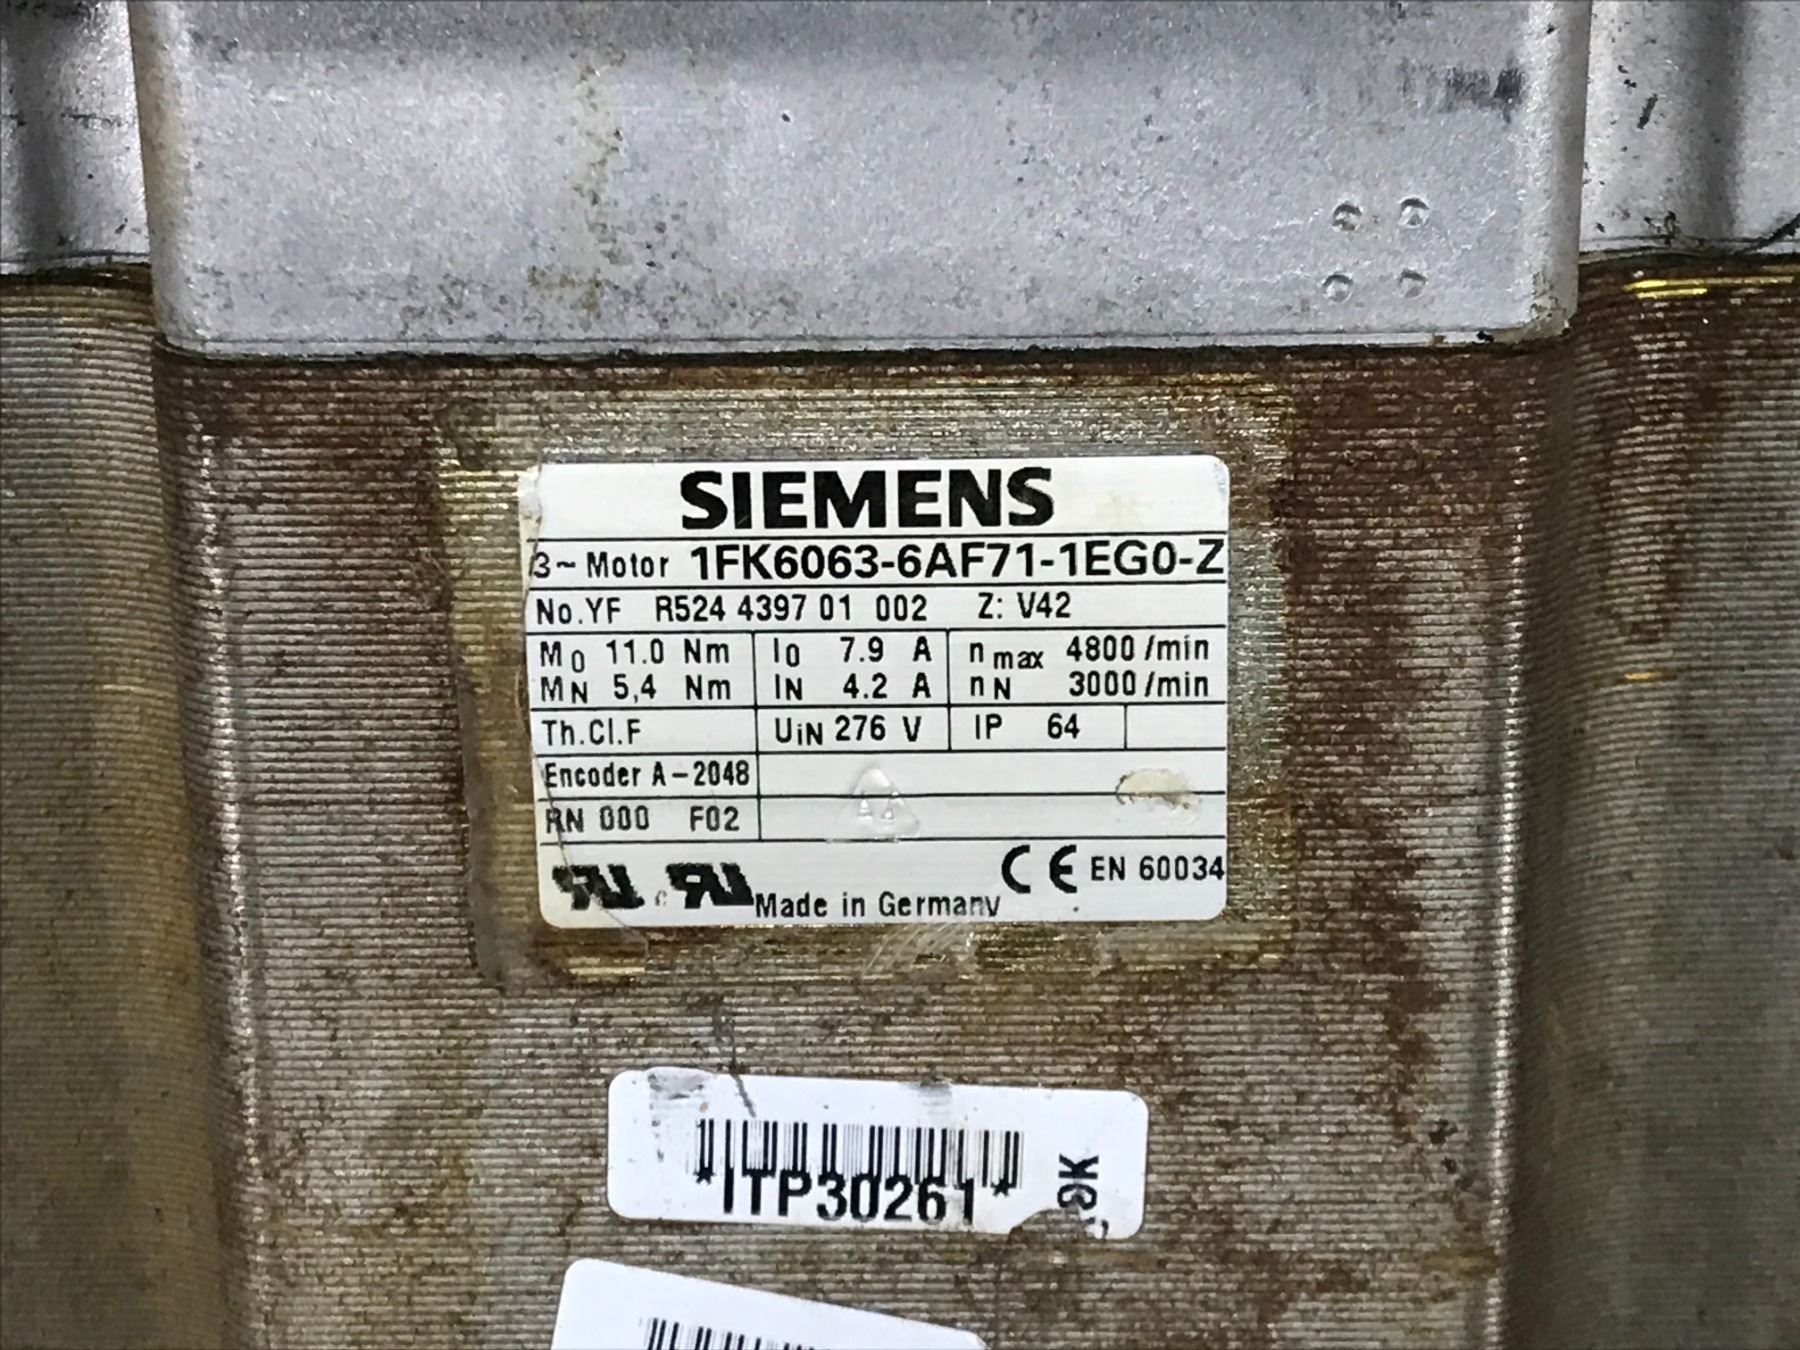 SIEMENS
3~ Motor 1FK6063-6AF71-1EG0-Z
No.YF R524 4397 01 002 Z: V42
M0 11.0 Nm I0 7.9 A nmax 4800 /min
MN 5,4 Nm IN 4.2 A nN 3000 /min
Th.Cl.F UiN 276 V IP 64
Encoder A-2048
RN 000 F02
CE EN 60034
Made in Germany
*ITP30261*